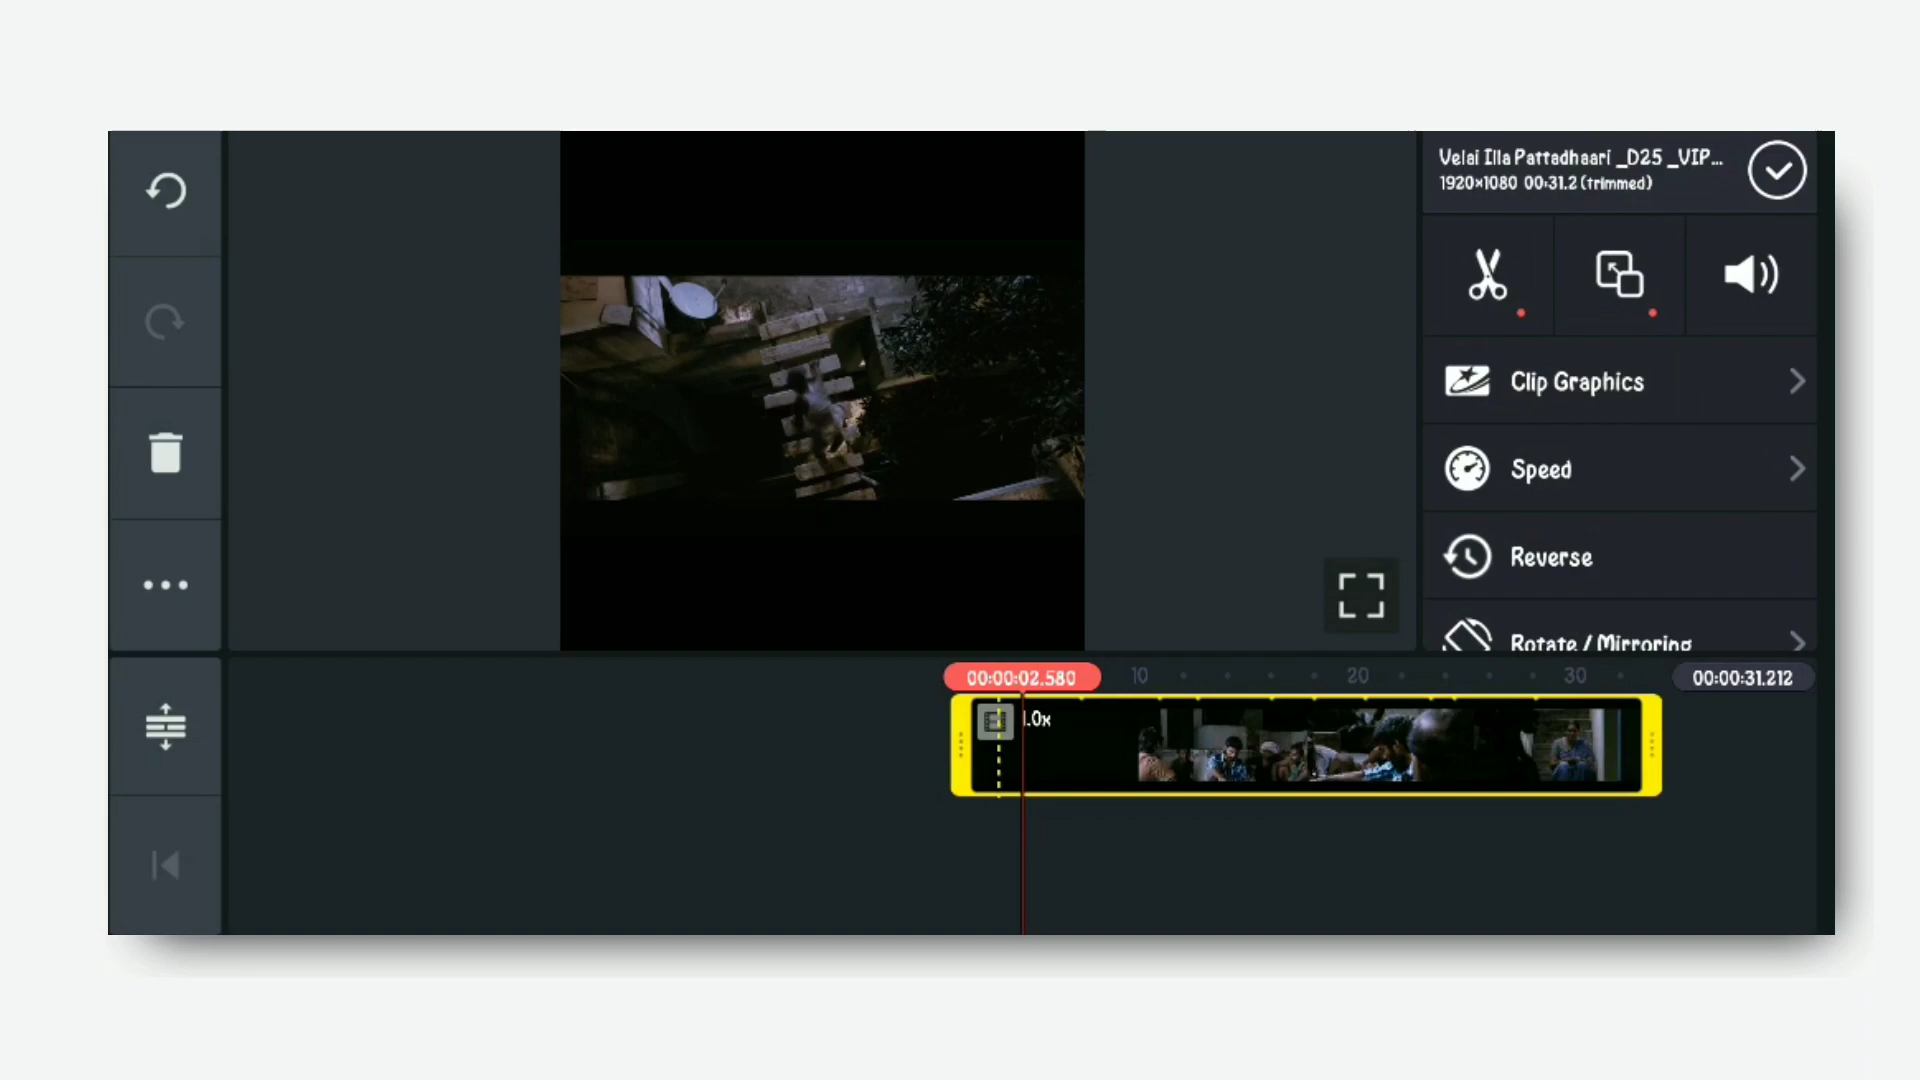 Velai Illa Pattadhaari _D25 _VIP...
1920×1080 00:31.2 (trimmed)
Clip Graphics
Speed
Reverse
Rotate / Mirroring
00:00:02.580
10
20
30
00:00:31.212
1.0x